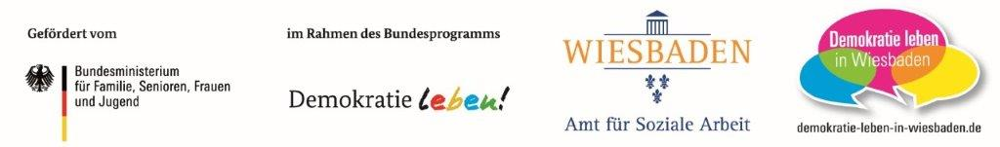 Gefördert vom
Bundesministerium
für Familie, Senioren, Frauen
und Jugend
im Rahmen des Bundesprogramms
Demokratie leben!
WIESBADEN
Amt für Soziale Arbeit
Demokratie leben
in Wiesbaden
demokratie-leben-in-wiesbaden.de